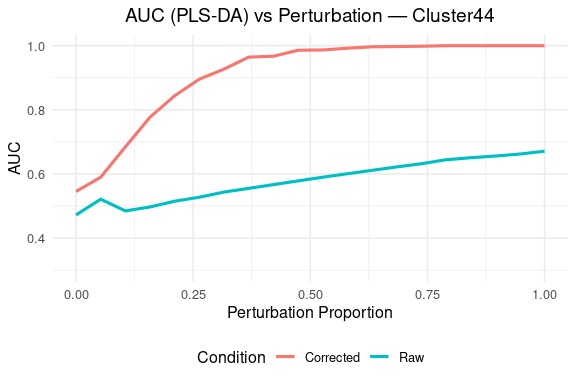 AUC (PLS-DA) vs Perturbation — Cluster44
1.0
0.8
0.6
0.4
AUC
0.00 0.25 0.50 0.75 1.00
Perturbation Proportion
Condition Corrected Raw